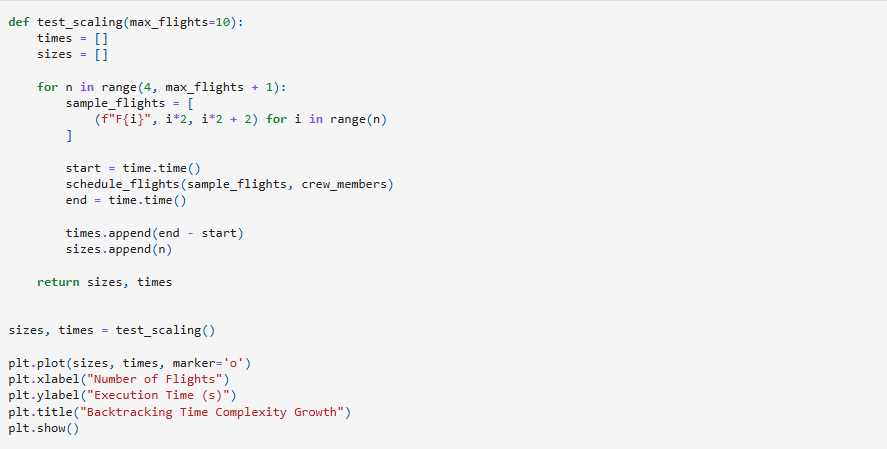 def test_scaling(max_flights=10):
    times = []
    sizes = []

    for n in range(4, max_flights + 1):
        sample_flights = [
            (f"F{i}", i*2, i*2 + 2) for i in range(n)
        ]

        start = time.time()
        schedule_flights(sample_flights, crew_members)
        end = time.time()

        times.append(end - start)
        sizes.append(n)

    return sizes, times


sizes, times = test_scaling()

plt.plot(sizes, times, marker='o')
plt.xlabel("Number of Flights")
plt.ylabel("Execution Time (s)")
plt.title("Backtracking Time Complexity Growth")
plt.show()